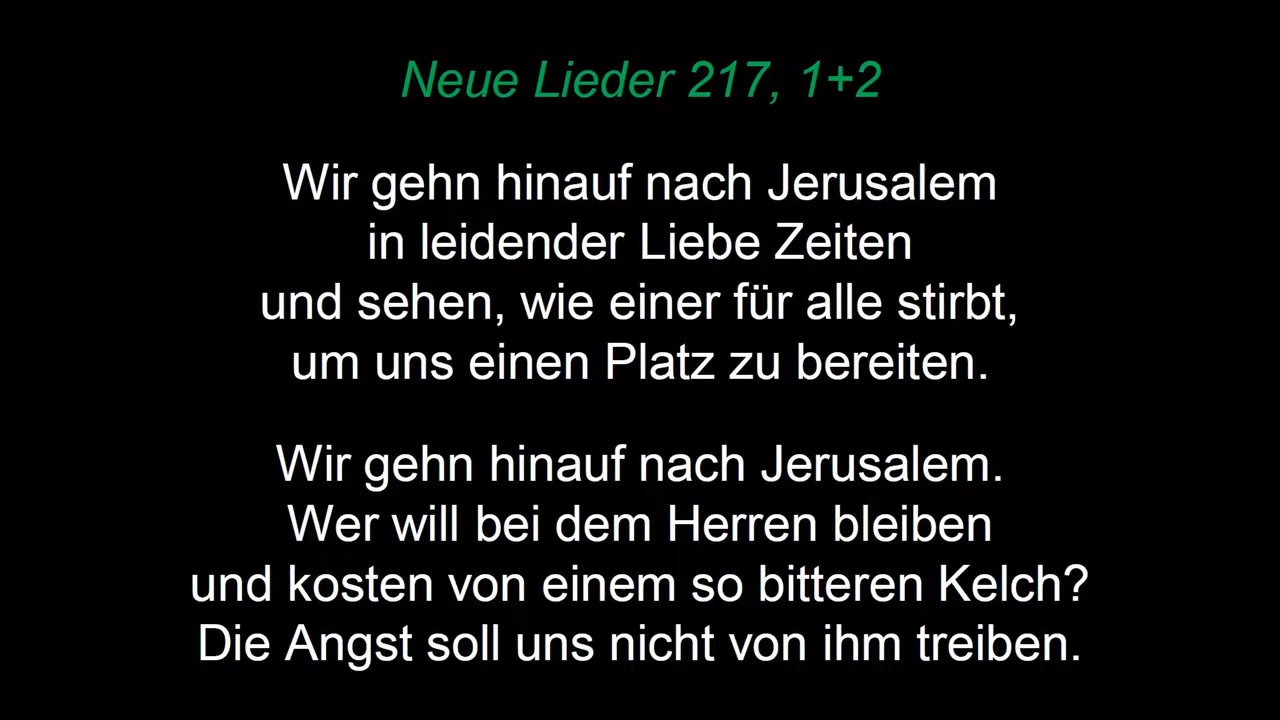 Neue Lieder 217, 1+2
Wir gehn hinauf nach Jerusalem
in leidender Liebe Zeiten
und sehen, wie einer für alle stirbt,
um uns einen Platz zu bereiten.
Wir gehn hinauf nach Jerusalem.
Wer will bei dem Herren bleiben
und kosten von einem so bitteren Kelch?
Die Angst soll uns nicht von ihm treiben.